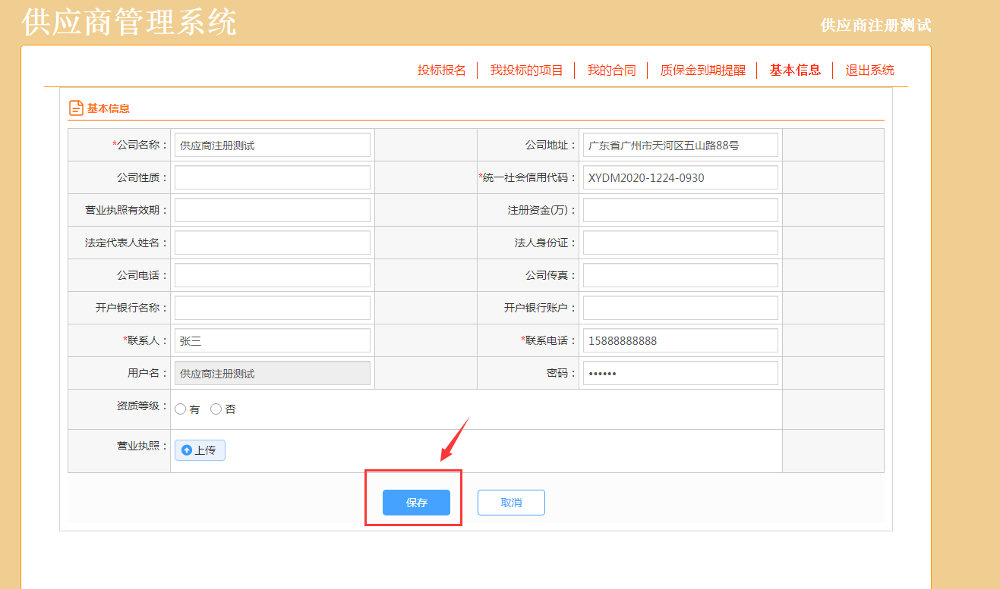 供应商管理系统
供应商注册测试
投标报名 我投标的项目 我的合同 质保金到期提醒 基本信息 退出系统
基本信息
*公司名称： 供应商注册测试 公司地址： 广东省广州市天河区五山路88号
公司性质： *统一社会信用代码： XYDM2020-1224-0930
营业执照有效期： 注册资金(万)：
法定代表人姓名： 法人身份证：
公司电话： 公司传真：
开户银行名称： 开户银行账户：
*联系人： 张三 *联系电话： 15888888888
用户名： 供应商注册测试 密码： ••••••
资质等级： 有 否
营业执照： 上传
保存 取消